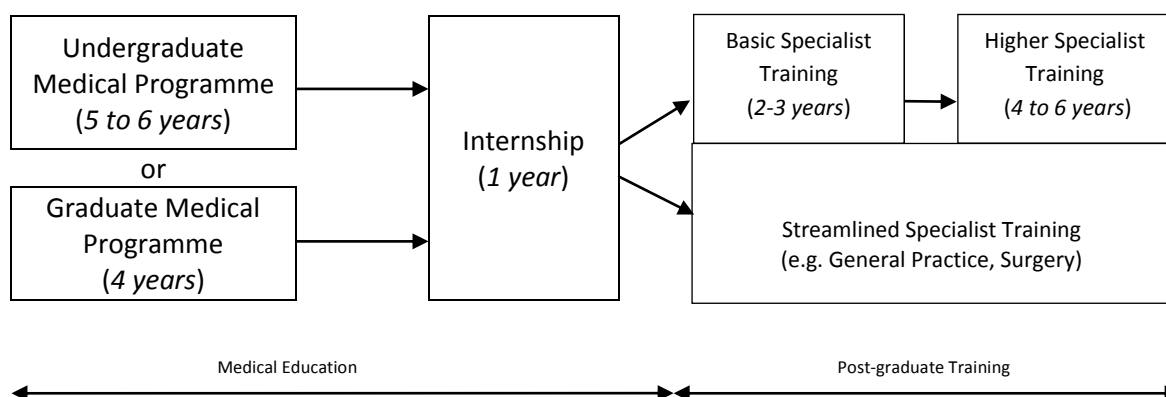 Undergraduate
Medical Programme
(5 to 6 years)
or
Graduate Medical
Programme
(4 years)
Internship
(1 year)
Basic Specialist
Training
(2-3 years)
Higher Specialist
Training
(4 to 6 years)
Streamlined Specialist Training
(e.g. General Practice, Surgery)
Medical Education
Post-graduate Training